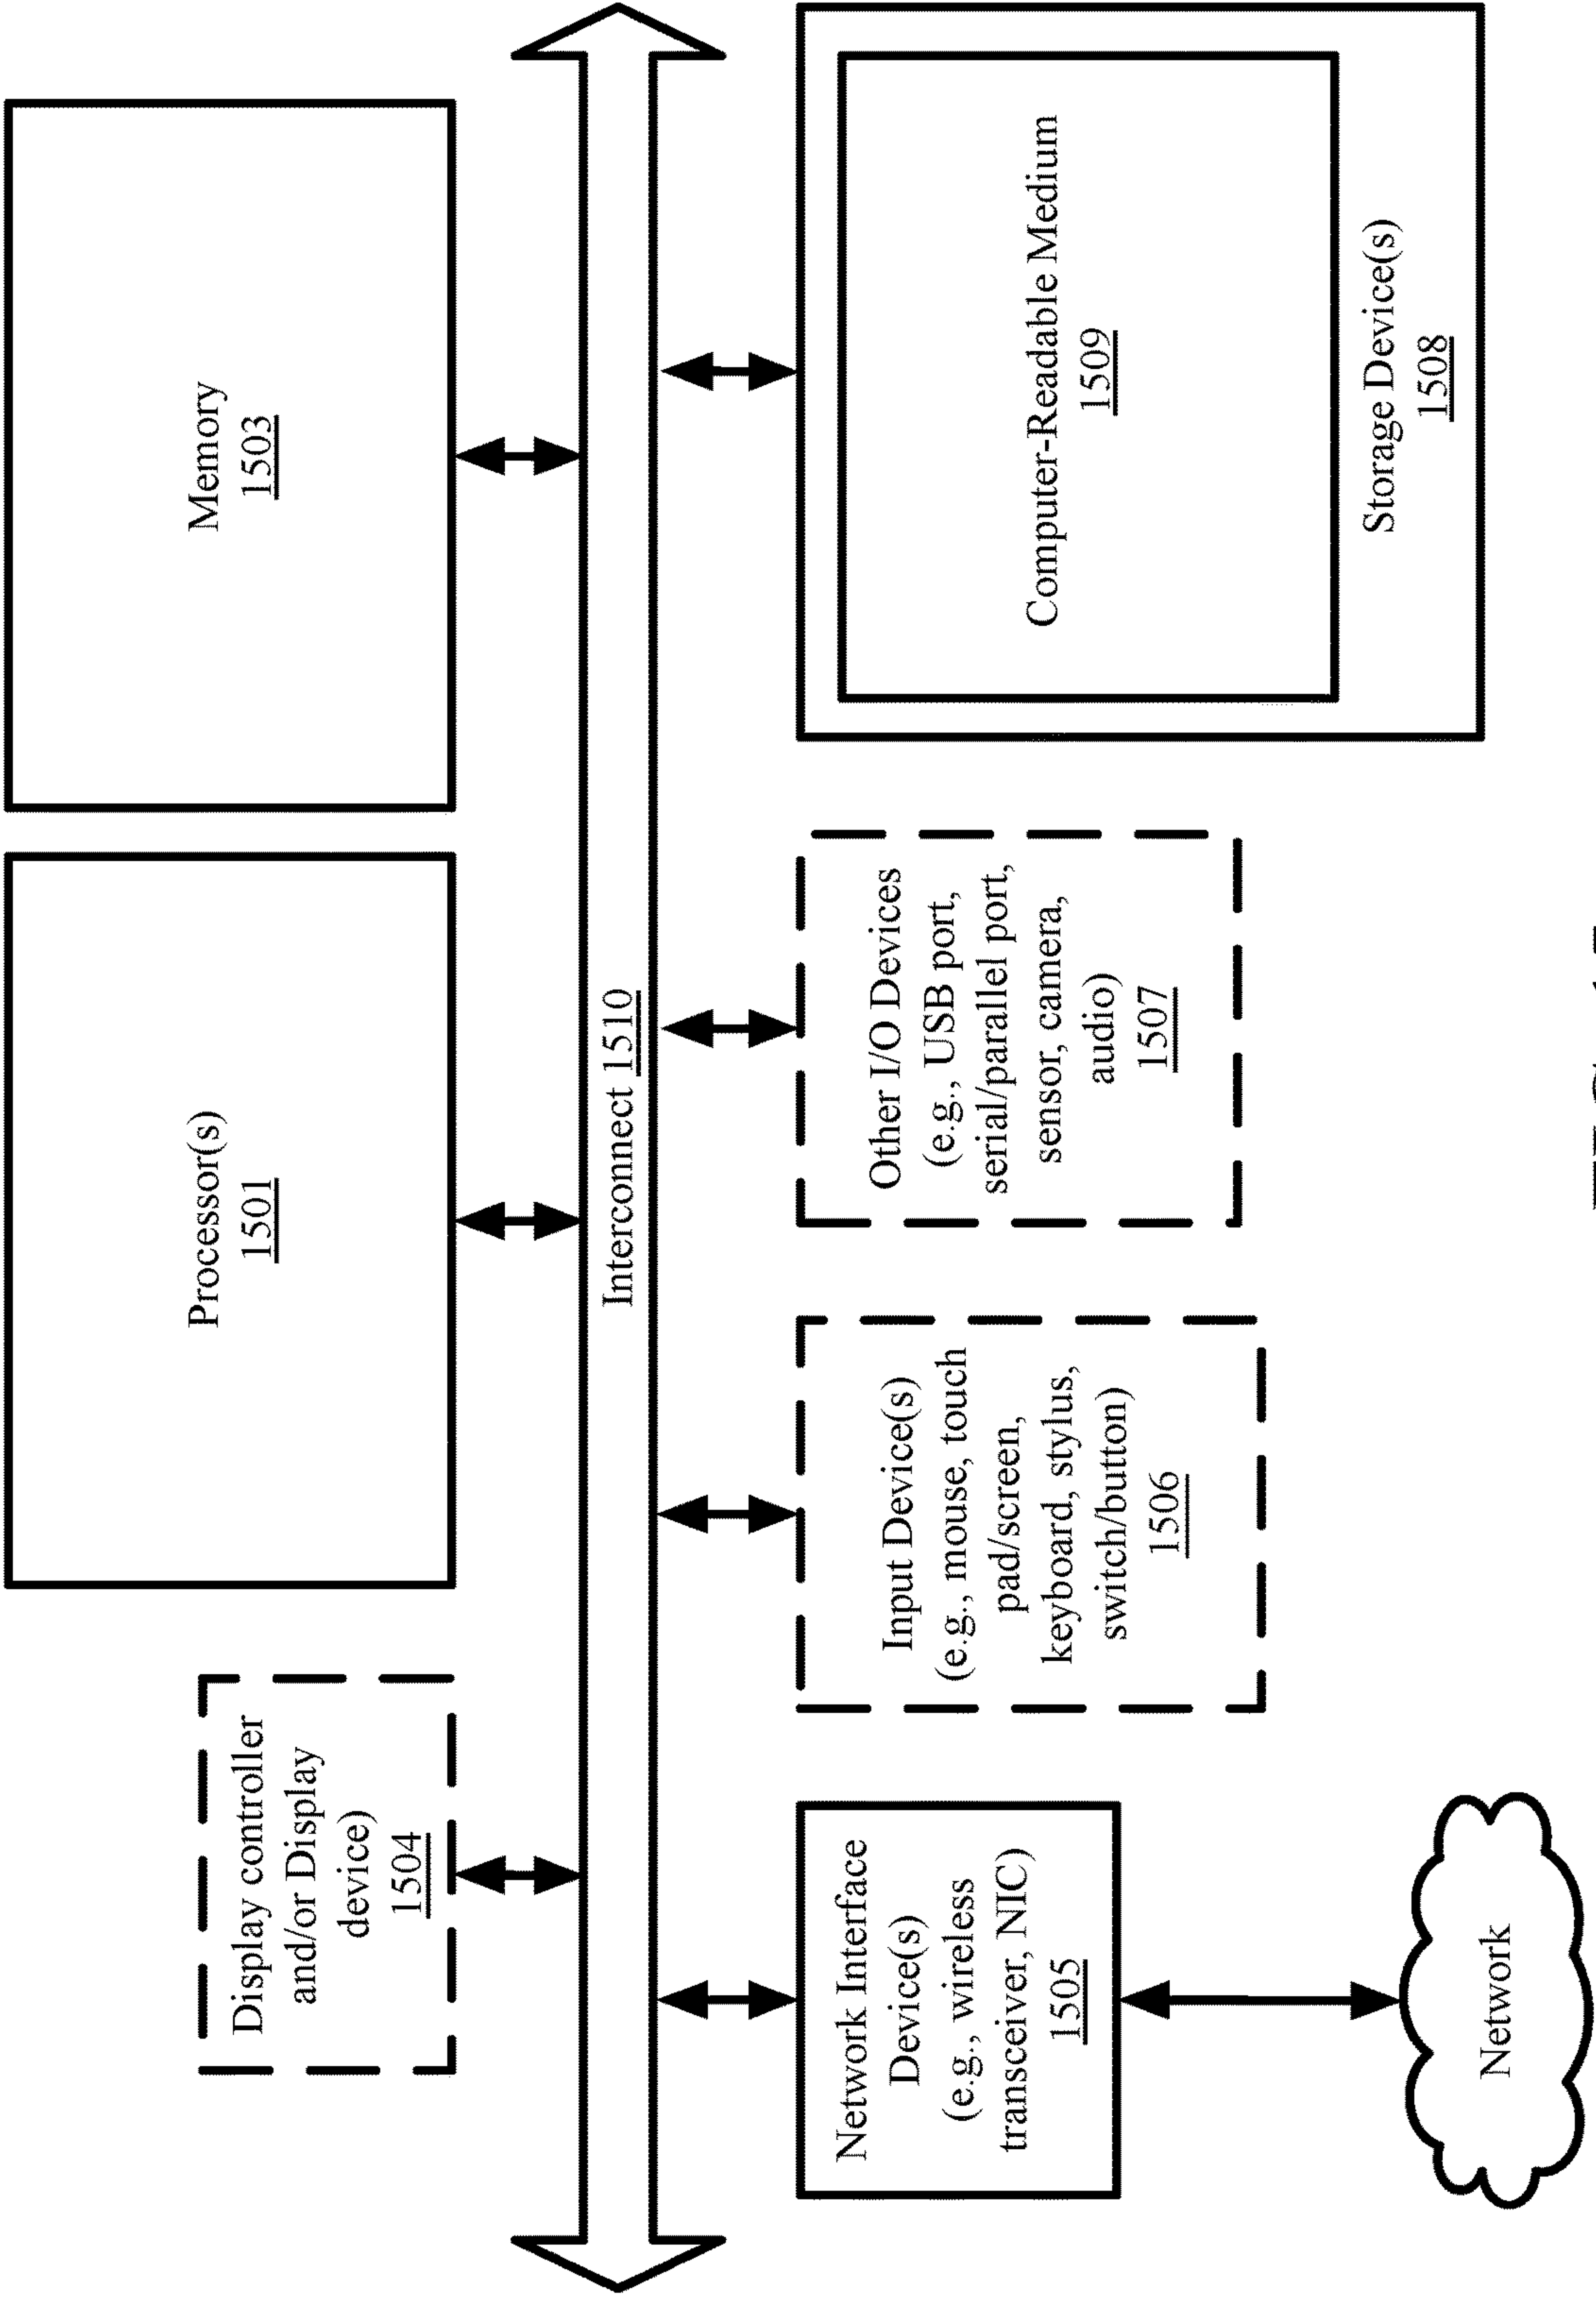 Display controller
and/or Display
device)
1504
Processor(s)
1501
Memory
1503
Interconnect 1510
Network Interface
Device(s)
(e.g., wireless
transceiver, NIC)
1505
Input Device(s)
(e.g., mouse, touch
pad/screen,
keyboard, stylus,
switch/button)
1506
Other I/O Devices
(e.g., USB port,
serial/parallel port,
sensor, camera,
audio)
1507
Computer-Readable Medium
1509
Storage Device(s)
1508
Network